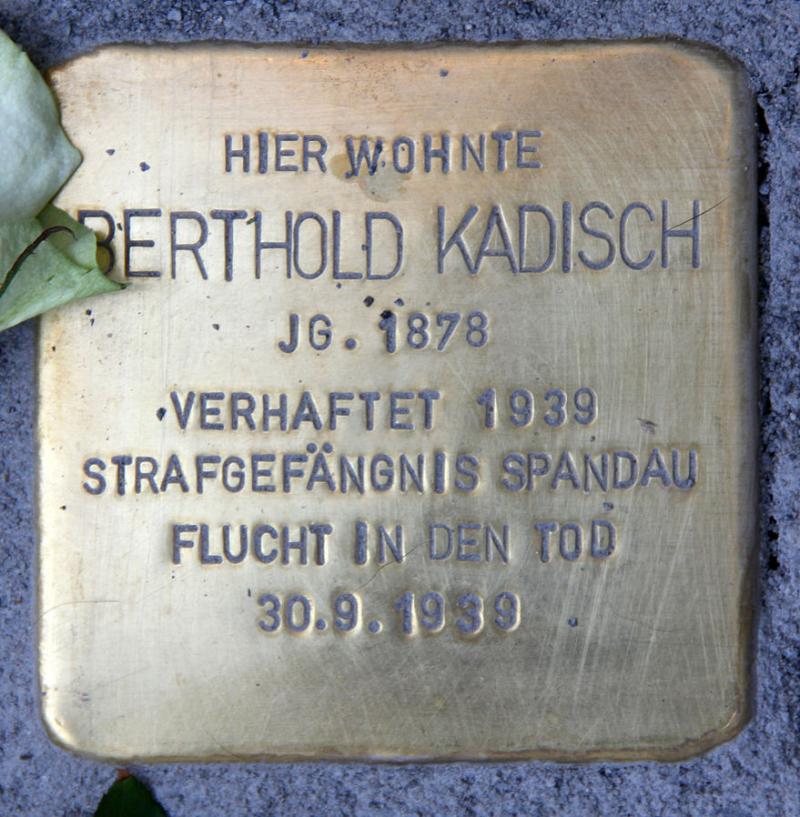 HIER WOHNTE
BERTHOLD KADISCH
JG. 1878
VERHAFTET 1939
STRAFGEFÄNGNIS SPANDAU
FLUCHT IN DEN TOD
30.9.1939